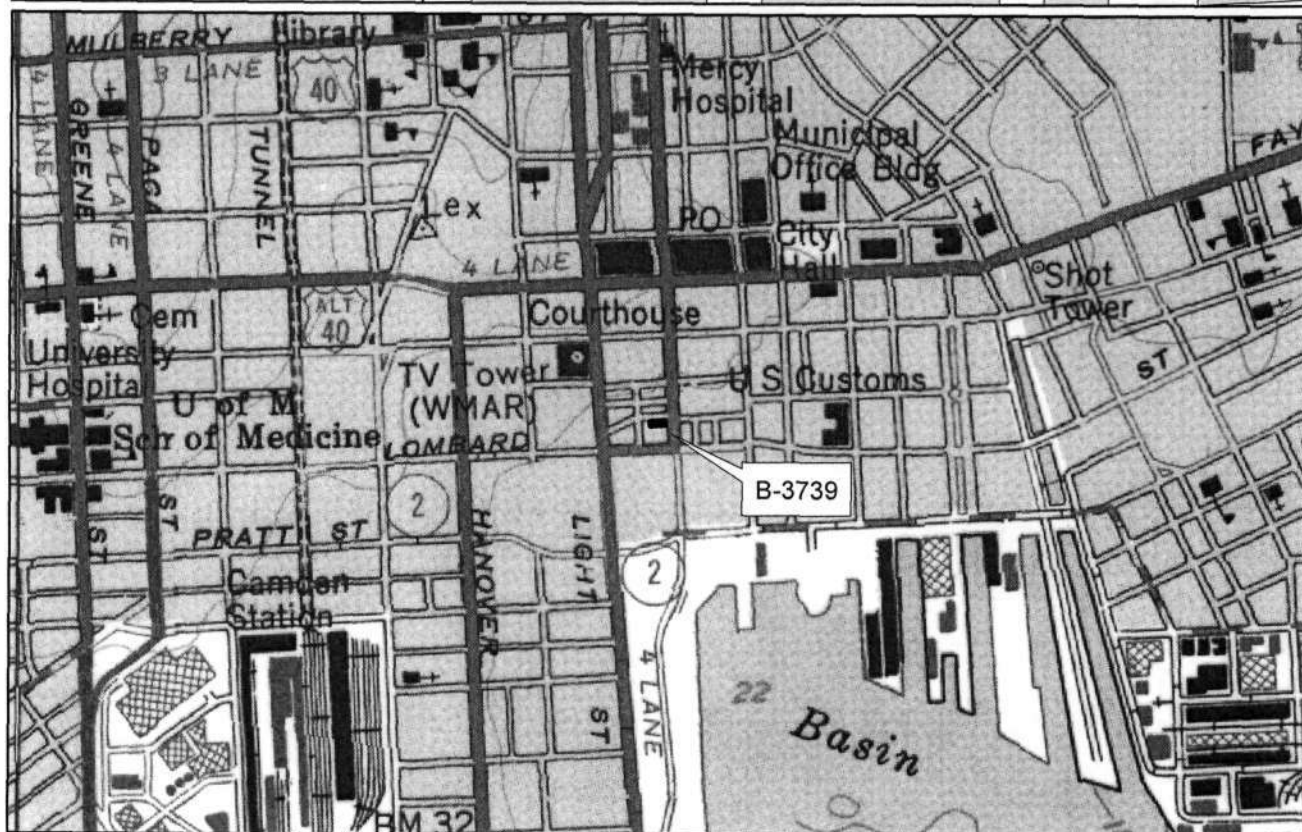 MULBERRY
Library
3 LANE
40
4 LANE
GREENE
4 LANE
PACA
TUNNEL
Mercy
Hospital
Municipal
Office Bldg
FAY
Lex
PO
City
Hall
4 LANE
Shot
Tower
ALT
40
Cem
Courthouse
University
Hospital
TV Tower
(WMAR)
U S Customs
ST
U of M
Sch of Medicine
LOMBARD
B-3739
2
ST
ST
PRATT ST
HANOVER
LIGHT
2
Camden
Station
4 LANE
22
Basin
ST
BM 32